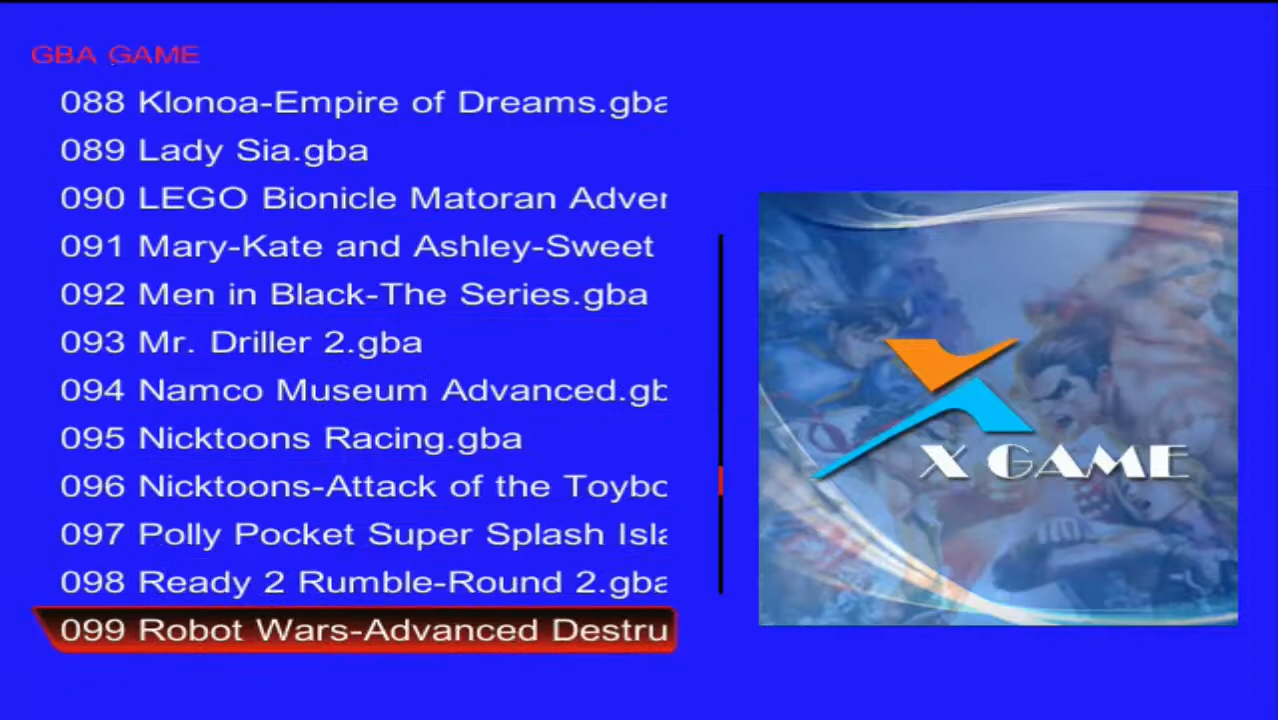 GBA GAME
088 Klonoa-Empire of Dreams.gba
089 Lady Sia.gba
090 LEGO Bionicle Matoran Adver
091 Mary-Kate and Ashley-Sweet
092 Men in Black-The Series.gba
093 Mr. Driller 2.gba
094 Namco Museum Advanced.gb
095 Nicktoons Racing.gba
096 Nicktoons-Attack of the Toybo
097 Polly Pocket Super Splash Isla
098 Ready 2 Rumble-Round 2.gba
099 Robot Wars-Advanced Destru
X GAME